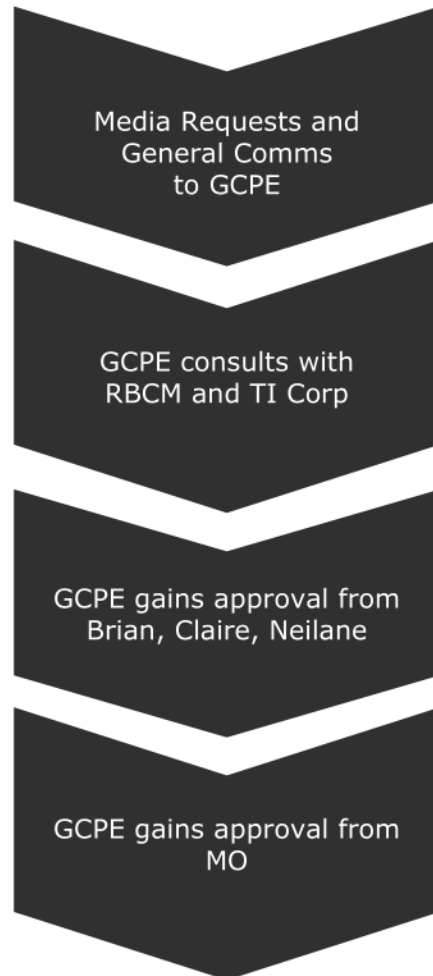 Media Requests and
General Comms
to GCPE
GCPE consults with
RBCM and TI Corp
GCPE gains approval from
Brian, Claire, Neilane
GCPE gains approval from
MO